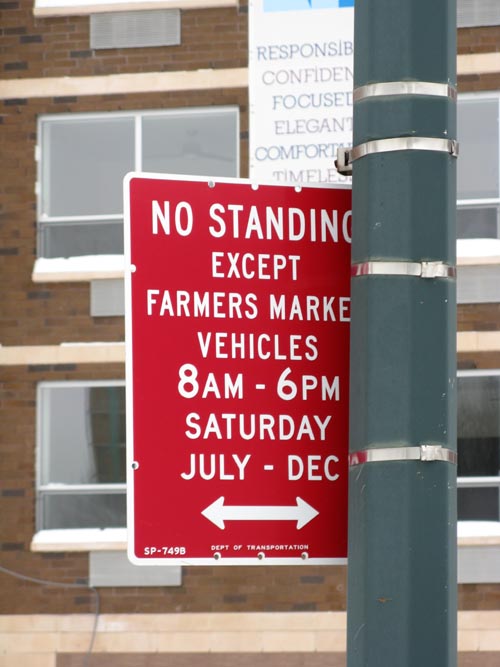 RESPONSIB
CONFIDEN
FOCUSED
ELEGANT
COMFORT
TIMELES
NO STANDING
EXCEPT
FARMERS MARKE
VEHICLES
8AM - 6PM
SATURDAY
JULY - DEC
SP-749B DEPT OF TRANSPORTATION